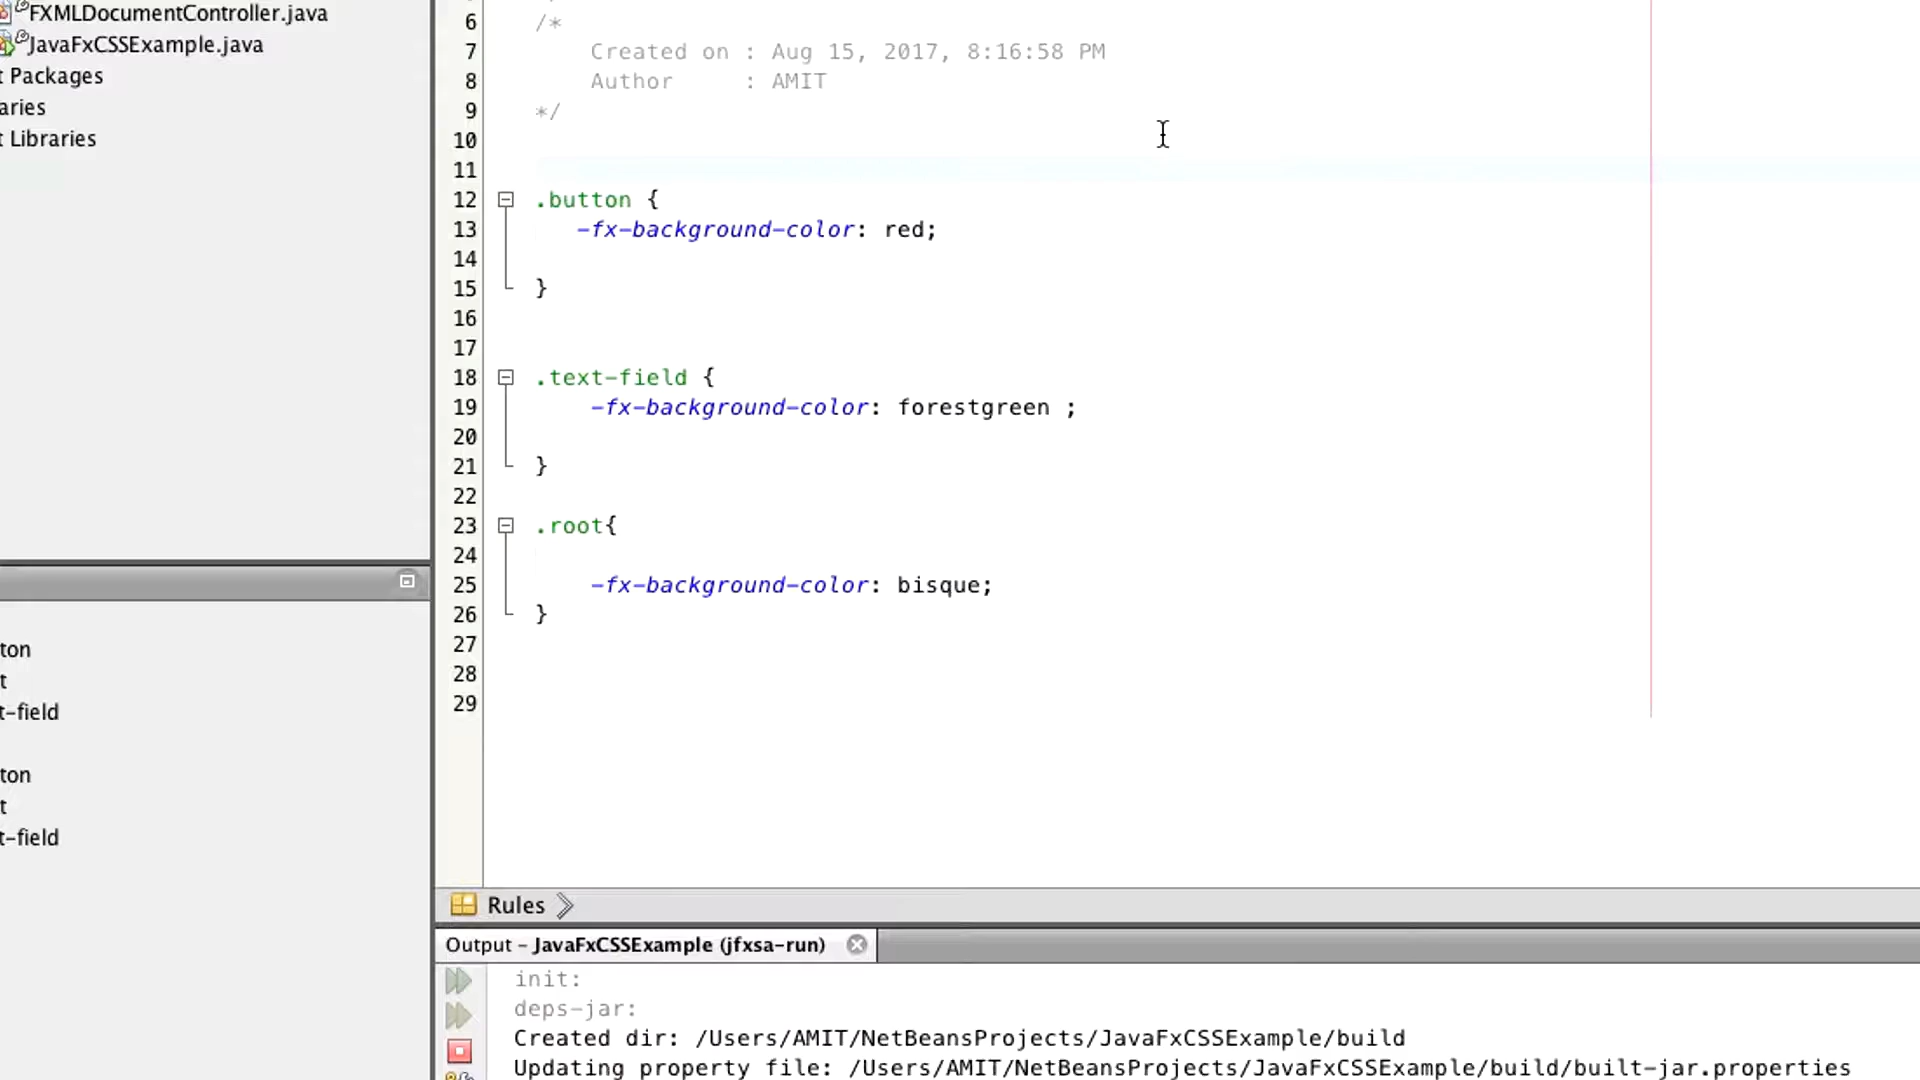 FXMLDocumentController.java
JavaFxCSSExample.java
t Packages
aries
t Libraries
ton
t
t-field
ton
t
t-field
6 /*
7 Created on : Aug 15, 2017, 8:16:58 PM
8 Author : AMIT
9 */
10
11
12 .button {
13 -fx-background-color: red;
14
15 }
16
17
18 .text-field {
19 -fx-background-color: forestgreen ;
20
21 }
22
23 .root{
24
25 -fx-background-color: bisque;
26 }
27
28
29
Rules
Output - JavaFxCSSExample (jfxsa-run)
init:
deps-jar:
Created dir: /Users/AMIT/NetBeansProjects/JavaFxCSSExample/build
Updating property file: /Users/AMIT/NetBeansProjects/JavaFxCSSExample/build/built-jar.properties